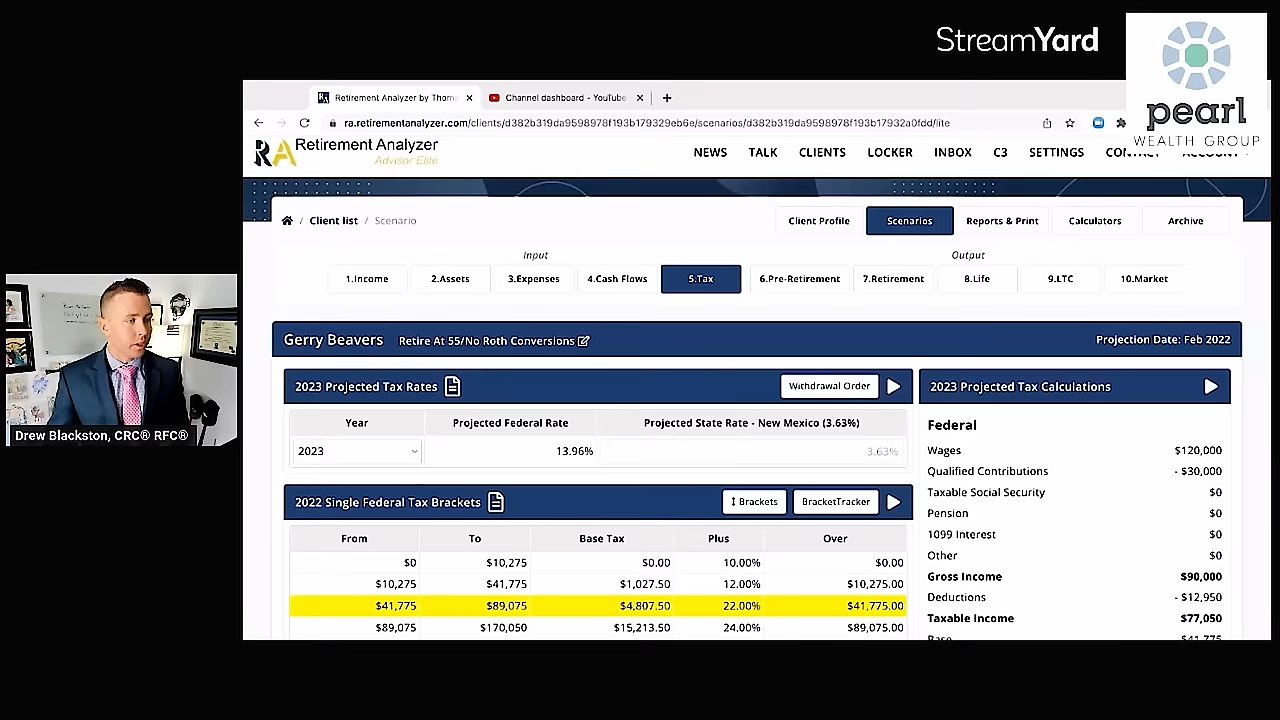 StreamYard
pearl
WEALTH GROUP
Retirement Analyzer by Thom
Channel dashboard - YouTube
ra.retirementanalyzer.com/clients/d382b319da9598978f193b179329eb6e/scenarios/d382b319da9598978f193b17932a0fdd/lite
RA Retirement Analyzer
Advisor Elite
NEWS TALK CLIENTS LOCKER INBOX C3 SETTINGS
Client list / Scenario
Client Profile Scenarios Reports & Print Calculators Archive
Input Output
1.Income 2.Assets 3.Expenses 4.Cash Flows 5.Tax 6.Pre-Retirement 7.Retirement 8.Life 9.LTC 10.Market
Gerry Beavers Retire At 55/No Roth Conversions Projection Date: Feb 2022
2023 Projected Tax Rates Withdrawal Order
Year Projected Federal Rate Projected State Rate - New Mexico (3.63%)
2023 13.96% 3.63%
2022 Single Federal Tax Brackets Brackets BracketTracker
From To Base Tax Plus Over
$0 $10,275 $0.00 10.00% $0.00
$10,275 $41,775 $1,027.50 12.00% $10,275.00
$41,775 $89,075 $4,807.50 22.00% $41,775.00
$89,075 $170,050 $15,213.50 24.00% $89,075.00
2023 Projected Tax Calculations
Federal
Wages $120,000
Qualified Contributions - $30,000
Taxable Social Security $0
Pension $0
1099 Interest $0
Other $0
Gross Income $90,000
Deductions - $12,950
Taxable Income $77,050
Base $41,775
Drew Blackston, CRC® RFC®